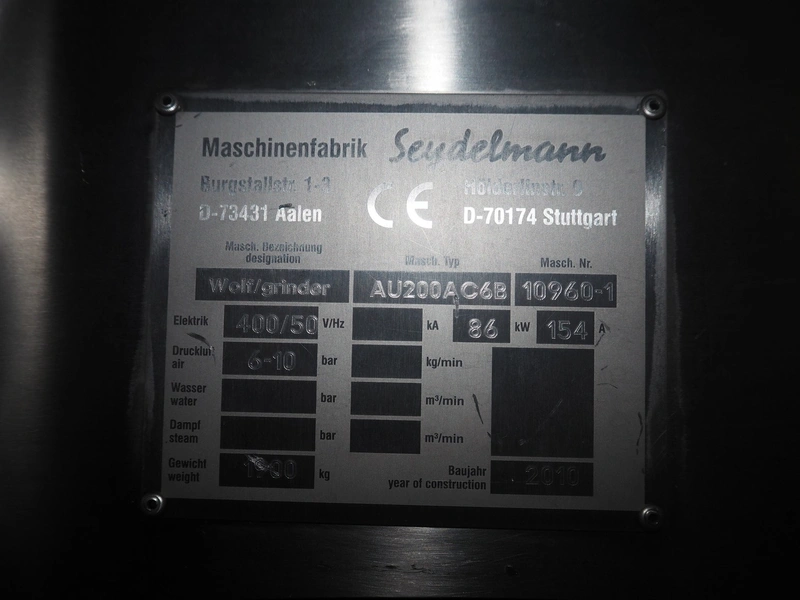 Maschinenfabrik Seydelmann
Burgstallstr. 1-3
D-73431 Aalen
CE
Hölderlinstr. 9
D-70174 Stuttgart
Masch. Bezeichnung
designation
Masch. Typ
Masch. Nr.
Wolf/grinder AU200AC6B 10960-1
Elektrik 400/50 V/Hz kA 86 kW 154 A
Druckluft
air 6-10 bar kg/min
Wasser
water bar m³/min
Dampf
steam bar m³/min
Gewicht
weight kg
Baujahr
year of construction 2010